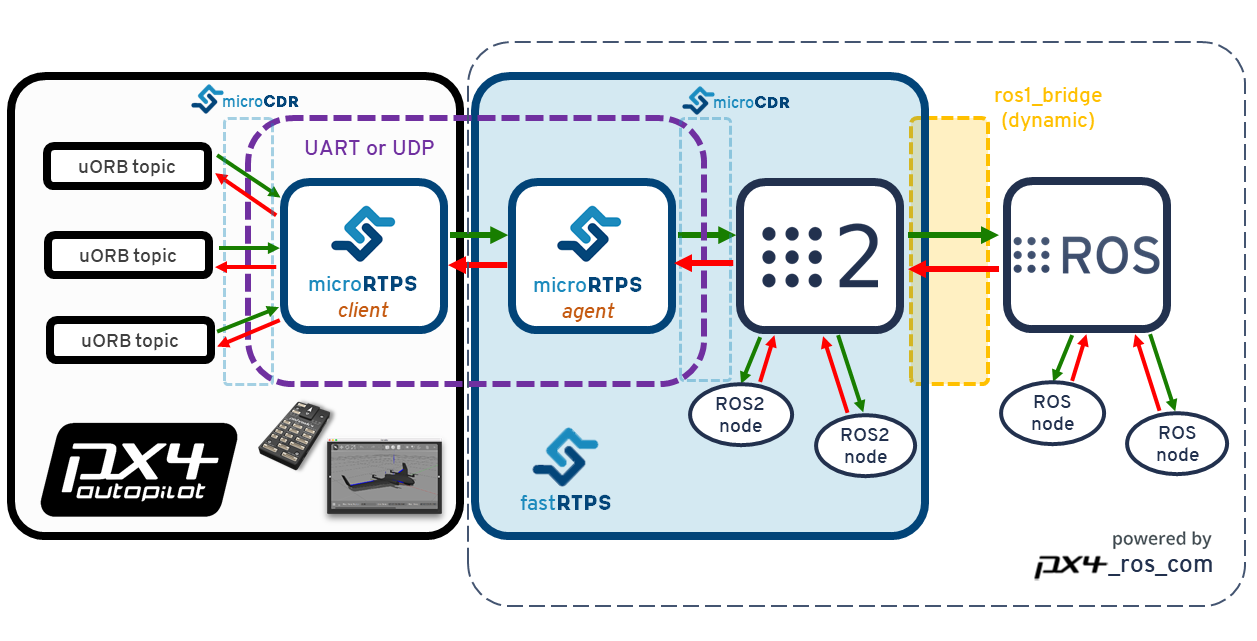 microCDR
microCDR
ros1_bridge
(dynamic)
UART or UDP
uORB topic
uORB topic
uORB topic
microRTPS
client
microRTPS
agent
2
ROS
ROS2
node
ROS2
node
ROS
node
ROS
node
px4
autopilot
fastRTPS
powered by
px4_ros_com